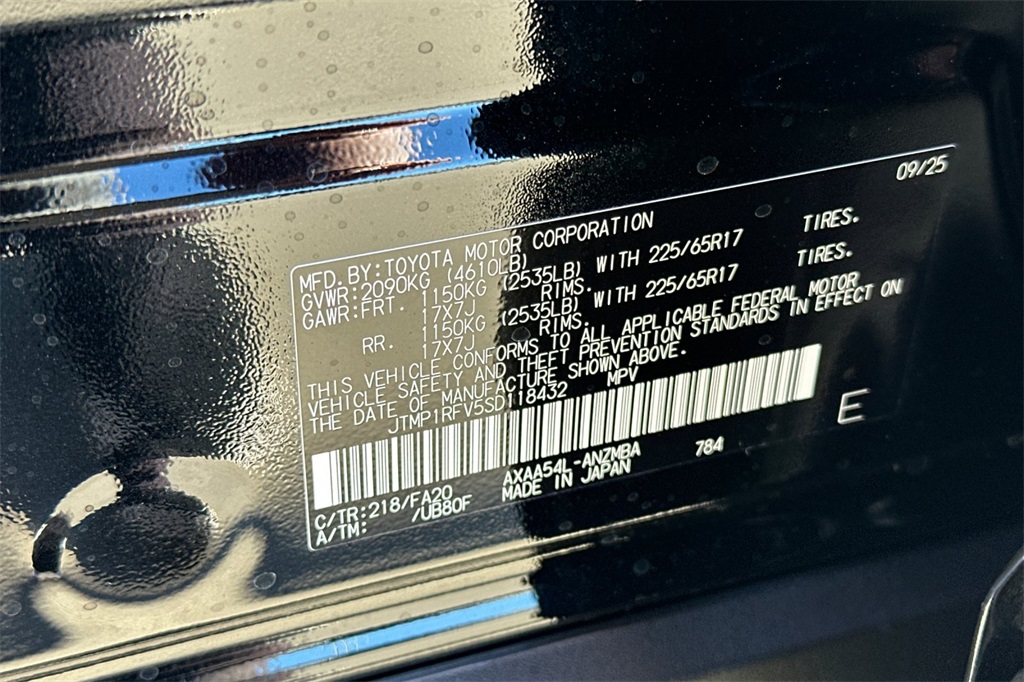 09/25
MFD.BY:TOYOTA MOTOR CORPORATION
GVWR:2090KG (4610LB)
GAWR:FRT. 1150KG (2535LB) WITH 225/65R17 TIRES.
17X7J RIMS.
RR. 1150KG (2535LB) WITH 225/65R17 TIRES.
17X7J RIMS.
THIS VEHICLE CONFORMS TO ALL APPLICABLE FEDERAL MOTOR
VEHICLE SAFETY AND THEFT PREVENTION STANDARDS IN EFFECT ON
THE DATE OF MANUFACTURE SHOWN ABOVE.
JTMP1RFV5SD118432 MPV
E
C/TR:218/FA20 AXAA54L-ANZMBA 784
A/TM: /UB80F MADE IN JAPAN